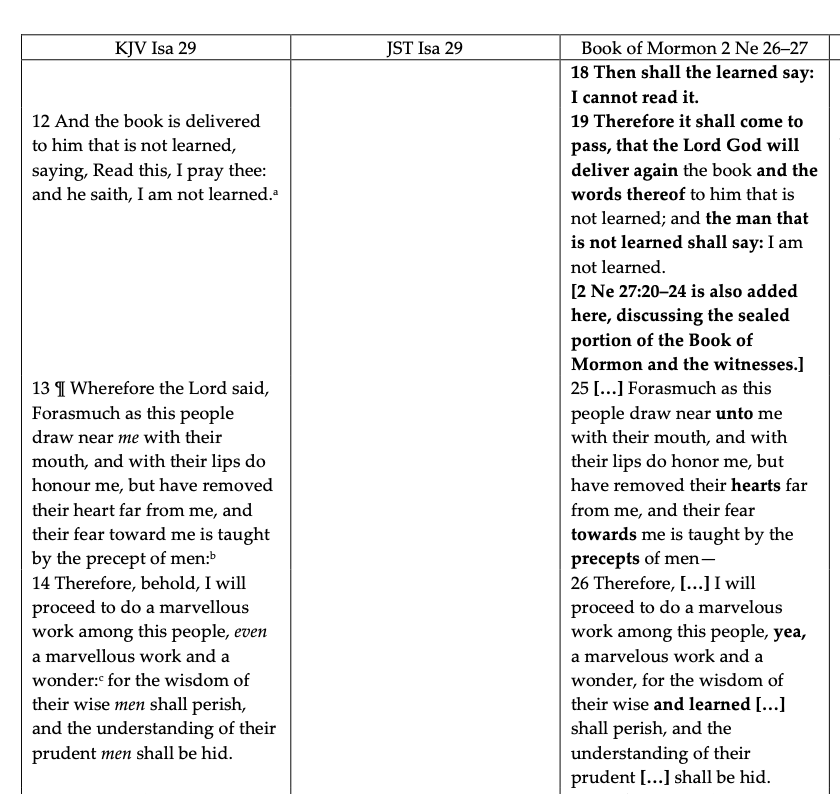 KJV Isa 29
JST Isa 29
Book of Mormon 2 Ne 26–27
12 And the book is delivered
to him that is not learned,
saying, Read this, I pray thee:
and he saith, I am not learned.ᵃ
13 ¶ Wherefore the Lord said,
Forasmuch as this people
draw near me with their
mouth, and with their lips do
honour me, but have removed
their heart far from me, and
their fear toward me is taught
by the precept of men:ᵇ
14 Therefore, behold, I will
proceed to do a marvellous
work among this people, even
a marvellous work and a
wonder:ᶜ for the wisdom of
their wise men shall perish,
and the understanding of their
prudent men shall be hid.
18 Then shall the learned say:
I cannot read it.
19 Therefore it shall come to
pass, that the Lord God will
deliver again the book and the
words thereof to him that is
not learned; and the man that
is not learned shall say: I am
not learned.
[2 Ne 27:20–24 is also added
here, discussing the sealed
portion of the Book of
Mormon and the witnesses.]
25 […] Forasmuch as this
people draw near unto me
with their mouth, and with
their lips do honor me, but
have removed their hearts far
from me, and their fear
towards me is taught by the
precepts of men—
26 Therefore, […] I will
proceed to do a marvelous
work among this people, yea,
a marvelous work and a
wonder, for the wisdom of
their wise and learned […]
shall perish, and the
understanding of their
prudent […] shall be hid.